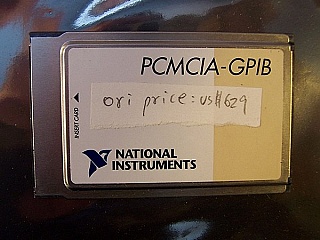 PCMCIA-GPIB
ori price: US$629
INSERT CARD
NATIONAL
INSTRUMENTS